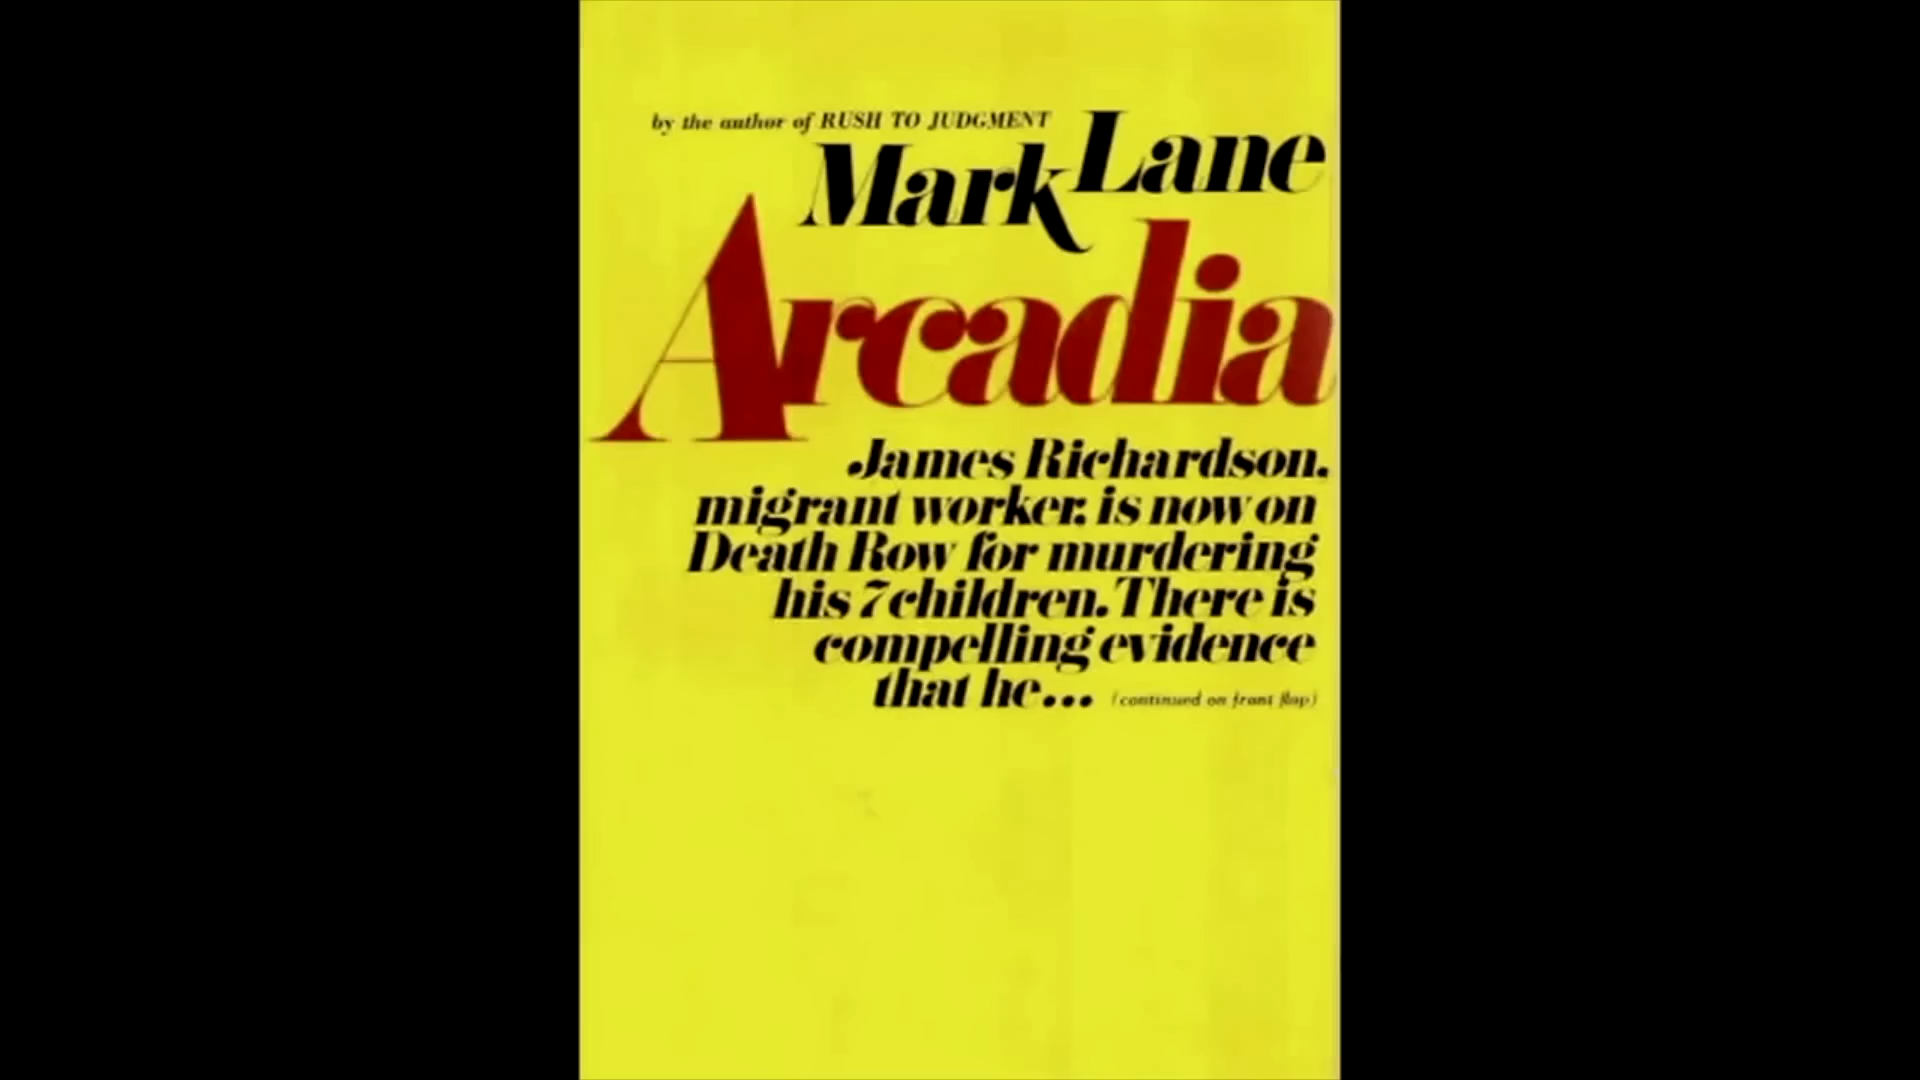 by the author of RUSH TO JUDGMENT
Mark Lane
Arcadia
James Richardson,
migrant worker, is now on
Death Row for murdering
his 7 children. There is
compelling evidence
that he... (continued on front flap)